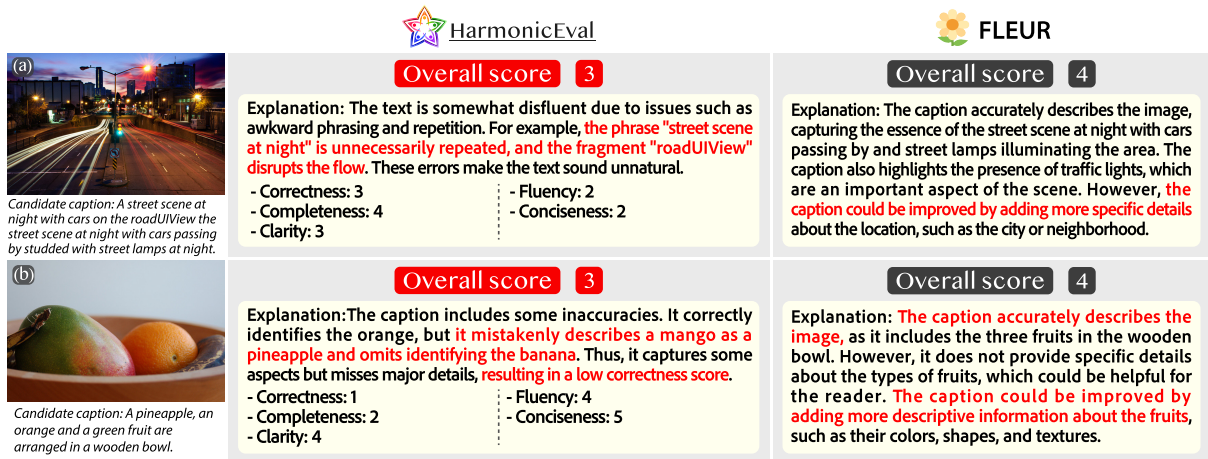 HarmonicEval
FLEUR
(a)
Candidate caption: A street scene at
night with cars on the roadUIView the
street scene at night with cars passing
by studded with street lamps at night.
Overall score 3
Explanation: The text is somewhat disfluent due to issues such as
awkward phrasing and repetition. For example, the phrase "street scene
at night" is unnecessarily repeated, and the fragment "roadUIView"
disrupts the flow. These errors make the text sound unnatural.
- Correctness: 3
- Completeness: 4
- Clarity: 3
- Fluency: 2
- Conciseness: 2
Overall score 4
Explanation: The caption accurately describes the image,
capturing the essence of the street scene at night with cars
passing by and street lamps illuminating the area. The
caption also highlights the presence of traffic lights, which
are an important aspect of the scene. However, the
caption could be improved by adding more specific details
about the location, such as the city or neighborhood.
(b)
Candidate caption: A pineapple, an
orange and a green fruit are
arranged in a wooden bowl.
Overall score 3
Explanation:The caption includes some inaccuracies. It correctly
identifies the orange, but it mistakenly describes a mango as a
pineapple and omits identifying the banana. Thus, it captures some
aspects but misses major details, resulting in a low correctness score.
- Correctness: 1
- Completeness: 2
- Clarity: 4
- Fluency: 4
- Conciseness: 5
Overall score 4
Explanation: The caption accurately describes the
image, as it includes the three fruits in the wooden
bowl. However, it does not provide specific details
about the types of fruits, which could be helpful for
the reader. The caption could be improved by
adding more descriptive information about the fruits,
such as their colors, shapes, and textures.